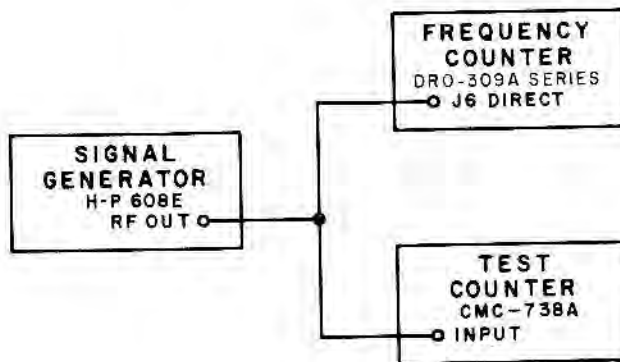 FREQUENCY
COUNTER
DRO-309A SERIES
J6 DIRECT
SIGNAL
GENERATOR
H-P 608E
RF OUT
TEST
COUNTER
CMC-738A
INPUT